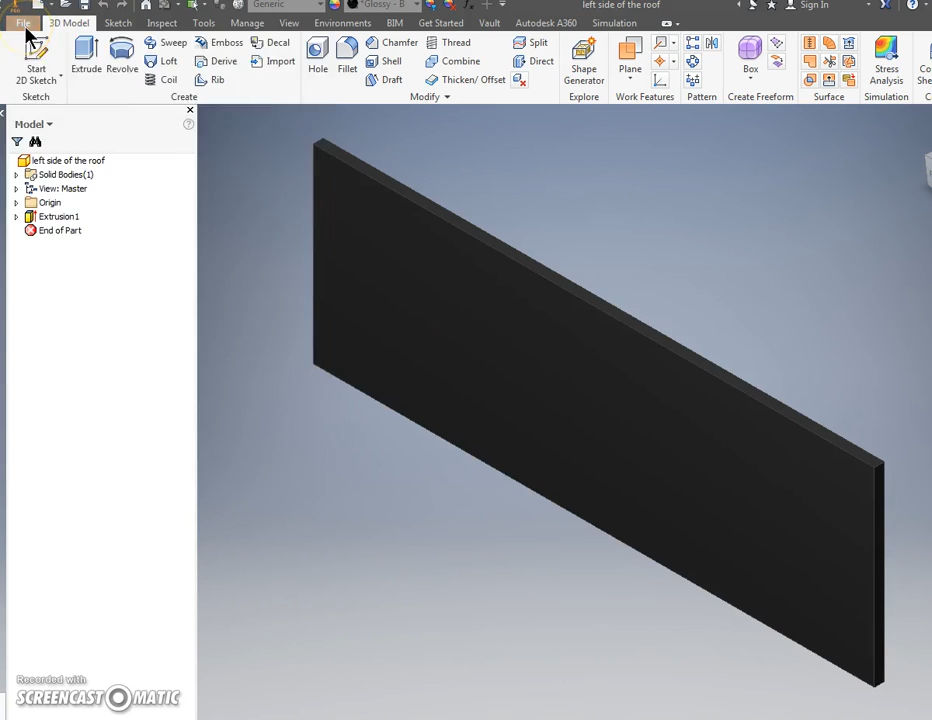 Generic
"Glossy - B
left side of the roof
Sign In
File
3D Model
Sketch
Inspect
Tools
Manage
View
Environments
BIM
Get Started
Vault
Autodesk A360
Simulation
Start
2D Sketch
Extrude
Revolve
Sweep
Loft
Coil
Emboss
Derive
Rib
Decal
Import
Hole
Fillet
Chamfer
Shell
Draft
Thread
Combine
Thicken/ Offset
Split
Direct
Shape
Generator
Plane
Box
Stress
Analysis
Sketch
Create
Modify
Explore
Work Features
Pattern
Create Freeform
Surface
Simulation
Model
left side of the roof
Solid Bodies(1)
View: Master
Origin
Extrusion1
End of Part
Recorded with
SCREENCAST MATIC